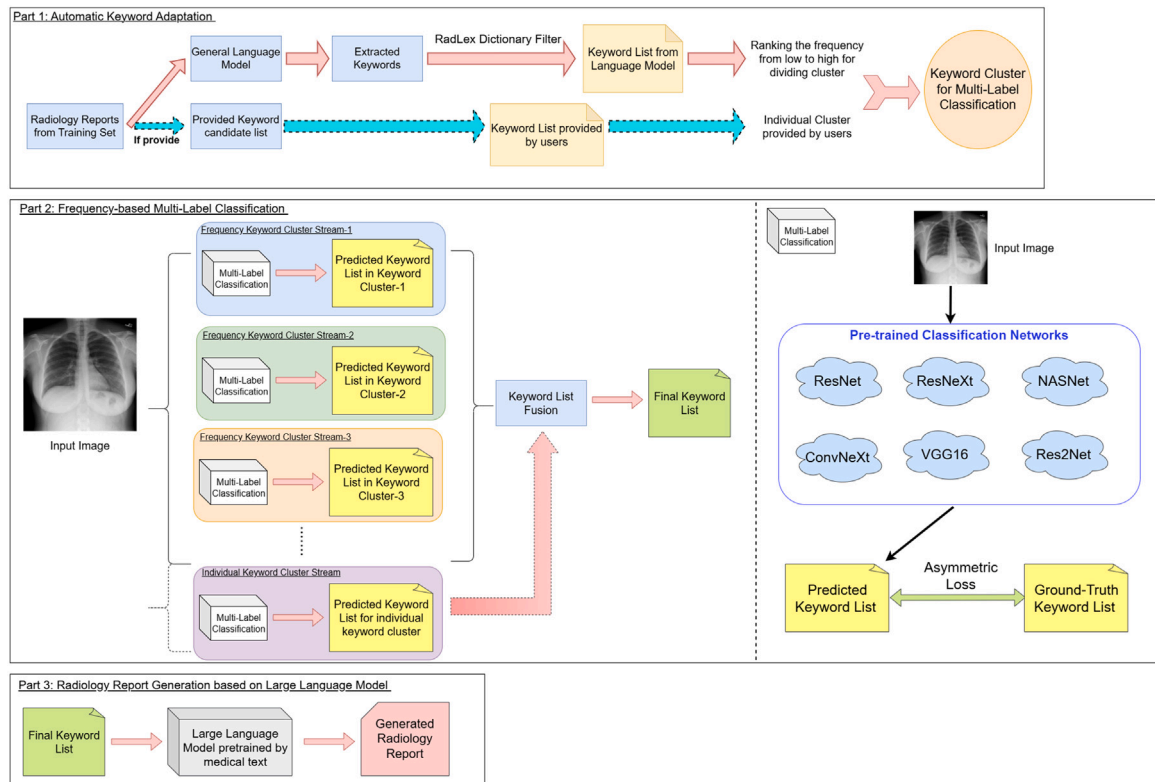 Part 1: Automatic Keyword Adaptation
General Language
Model
Extracted
Keywords
RadLex Dictionary Filter
Keyword List from
Language Model
Ranking the frequency
from low to high for
dividing cluster
Keyword Cluster
for Multi-Label
Classification
Radiology Reports
from Training Set
If provide
Provided Keyword
candidate list
Keyword List provided
by users
Individual Cluster
provided by users
Part 2: Frequency-based Multi-Label Classification
Input Image
Frequency Keyword Cluster Stream-1
Multi-Label
Classification
Predicted Keyword
List in Keyword
Cluster-1
Frequency Keyword Cluster Stream-2
Multi-Label
Classification
Predicted Keyword
List in Keyword
Cluster-2
Frequency Keyword Cluster Stream-3
Multi-Label
Classification
Predicted Keyword
List in Keyword
Cluster-3
Individual Keyword Cluster Stream
Multi-Label
Classification
Predicted Keyword
List for individual
keyword cluster
Keyword List
Fusion
Final Keyword
List
Multi-Label
Classification
Input Image
Pre-trained Classification Networks
ResNet
ResNeXt
NASNet
ConvNeXt
VGG16
Res2Net
Predicted
Keyword List
Asymmetric
Loss
Ground-Truth
Keyword List
Part 3: Radiology Report Generation based on Large Language Model
Final Keyword
List
Large Language
Model pretrained by
medical text
Generated
Radiology
Report